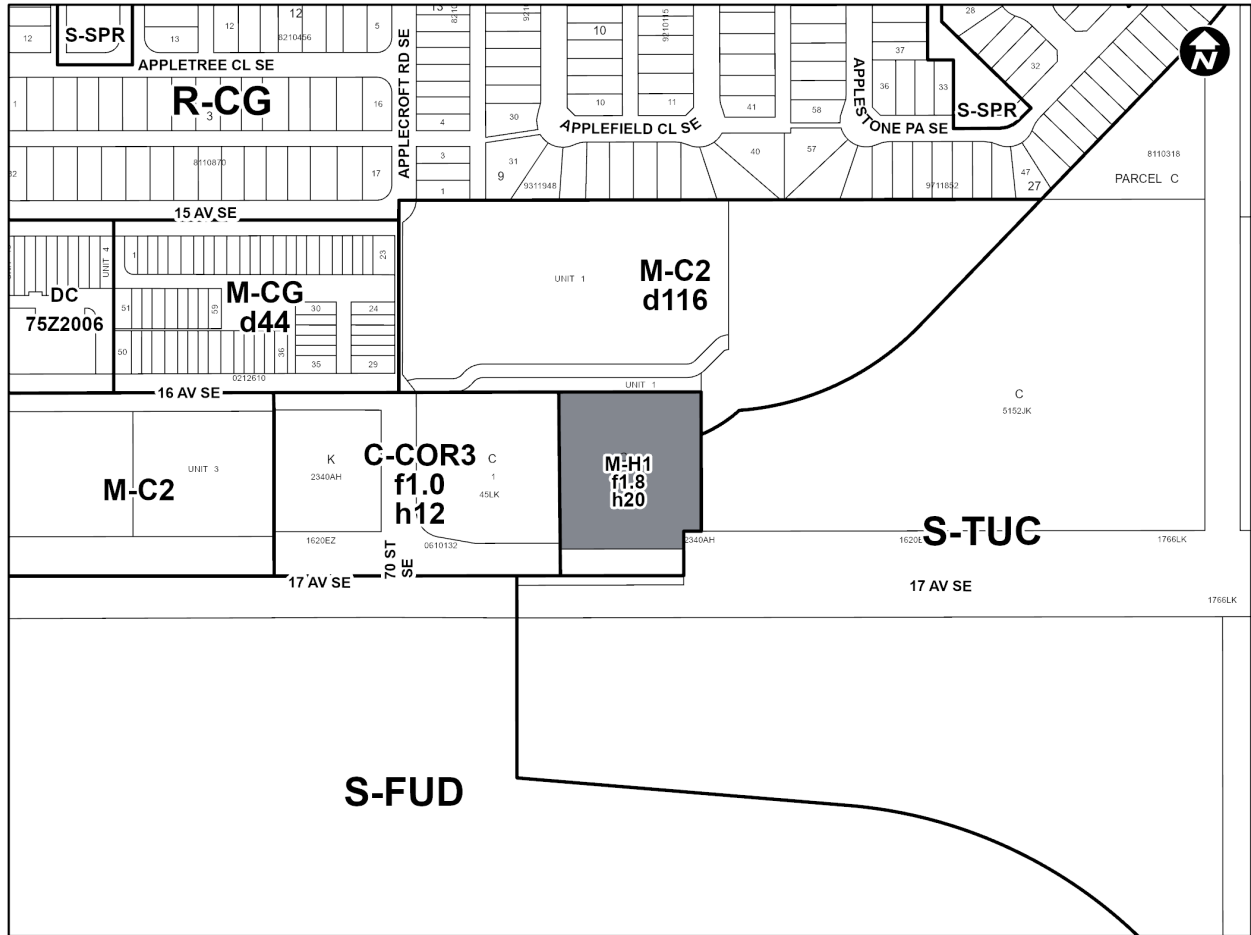 12
S-SPR
13
12
12
8210456
5
13
10
9210115
37
28
32
APPLETREE CL SE
R-CG
3
1
16
APPLECROFT RD SE
4
30
10
11
41
58
APPLESTONE PA SE
36
33
S-SPR
N
APPLEFIELD CL SE
8110870
17
3
1
31
9
9311948
40
57
9711852
47
27
8110318
PARCEL C
15 AV SE
UNIT 4
1
23
DC
75Z2006
M-CG
d44
51
59
30
24
50
36
35
29
0212610
UNIT 1
M-C2
d116
UNIT 1
16 AV SE
C
5152JK
UNIT 3
M-C2
K
2340AH
C-COR3
f1.0
h12
C
1
45LK
M-H1
f1.8
h20
1620EZ
70 ST SE
0610132
2340AH
S-TUC
1766LK
17 AV SE
17 AV SE
1766LK
S-FUD